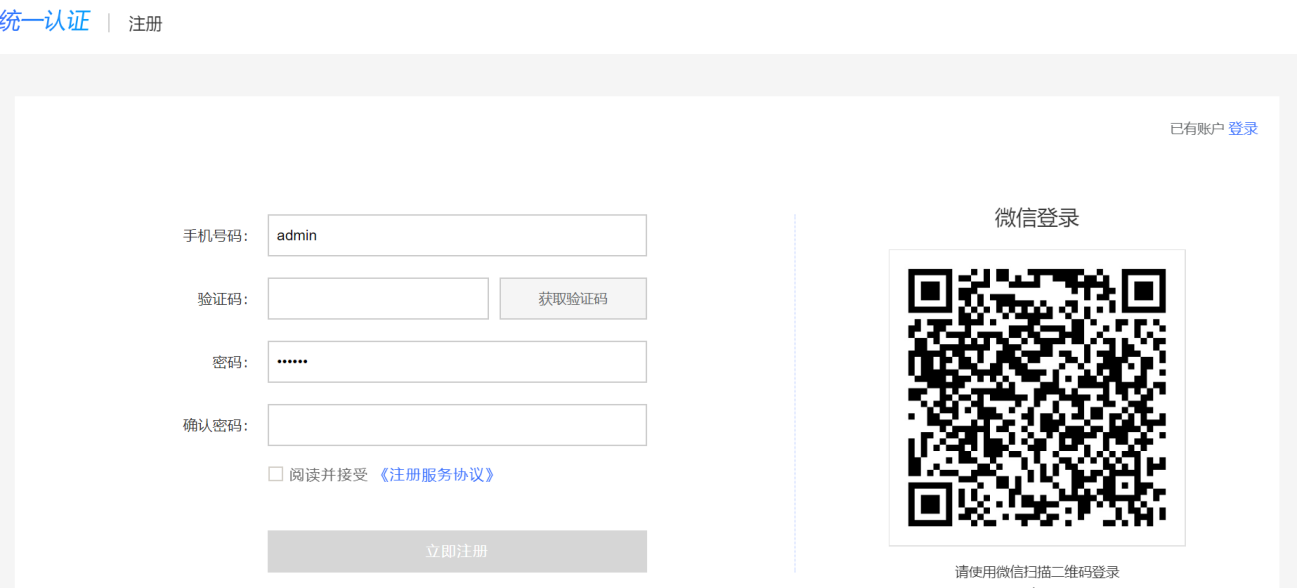 统一认证 | 注册
已有账户 登录
手机号码： admin
验证码： 获取验证码
密码： ••••••
确认密码：
阅读并接受 《注册服务协议》
立即注册
微信登录
请使用微信扫描二维码登录